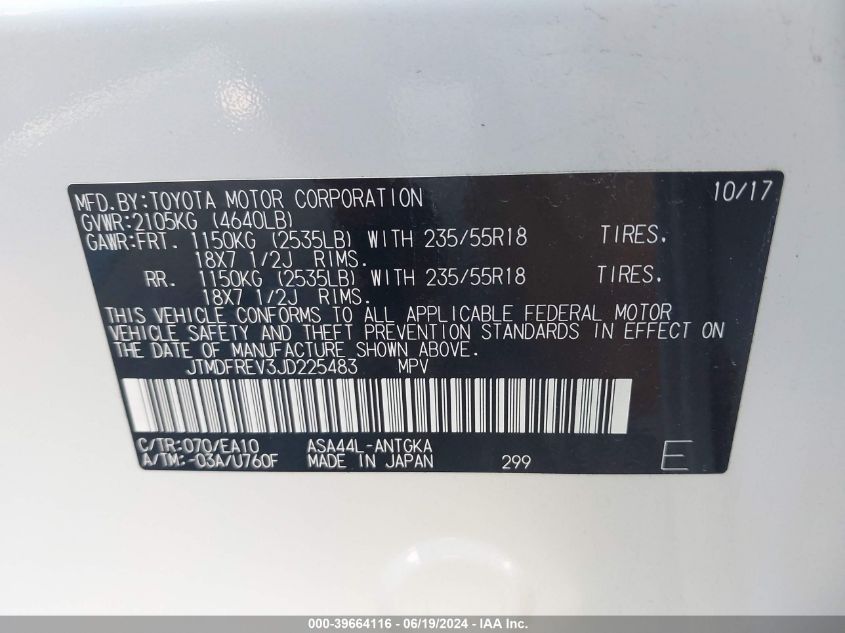 MFD.BY:TOYOTA MOTOR CORPORATION 10/17
GVWR:2105KG (4640LB)
GAWR:FRT. 1150KG (2535LB) WITH 235/55R18 TIRES.
18X7 1/2J RIMS.
RR. 1150KG (2535LB) WITH 235/55R18 TIRES.
18X7 1/2J RIMS.
THIS VEHICLE CONFORMS TO ALL APPLICABLE FEDERAL MOTOR
VEHICLE SAFETY AND THEFT PREVENTION STANDARDS IN EFFECT ON
THE DATE OF MANUFACTURE SHOWN ABOVE.
JTMDFREV3JD225483 MPV
C/TR:070/EA10 ASA44L-ANTGKA
A/TM:-03A/U760F MADE IN JAPAN 299 E
000-39664116 - 06/19/2024 - IAA Inc.